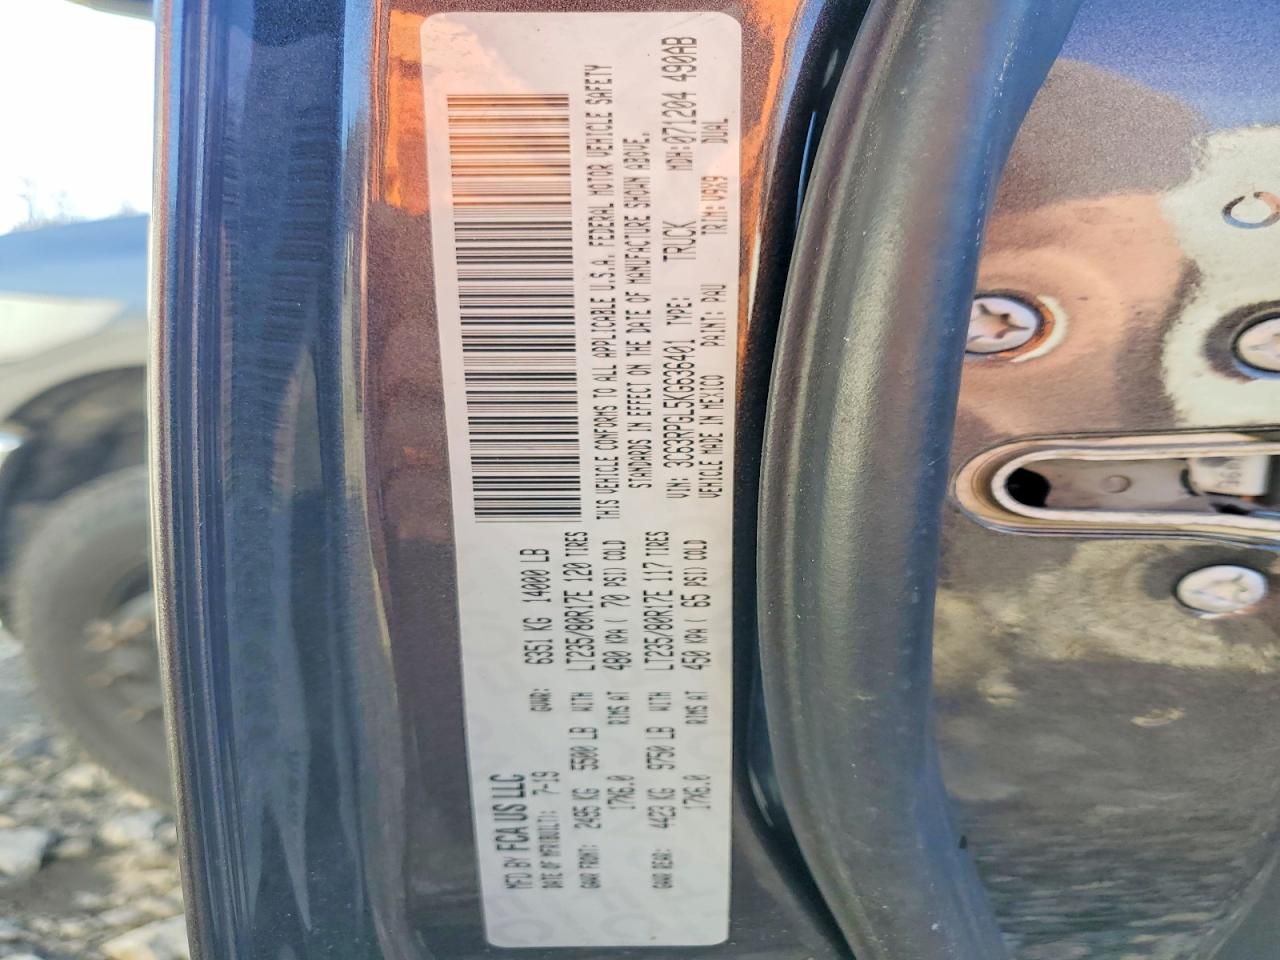 MFD BY FCA US LLC
DATE OF MFR(BUILT): 7-19 GVWR: 6351 KG 14000 LB
GAWR FRONT: 2495 KG 5500 LB WITH LT235/80R17E 120 TIRES
17X6.0 RIMS AT 480 KPA ( 70 PSI) COLD
GAWR REAR: 4423 KG 9750 LB WITH LT235/80R17E 117 TIRES
17X6.0 RIMS AT 450 KPA ( 65 PSI) COLD
THIS VEHICLE CONFORMS TO ALL APPLICABLE U.S.A. FEDERAL MOTOR VEHICLE SAFETY
STANDARDS IN EFFECT ON THE DATE OF MANUFACTURE SHOWN ABOVE.
VIN: 3C63RPGL5KG636401 TYPE: TRUCK MDH:071204 490AB
VEHICLE MADE IN MEXICO PAINT: PAU TRIM:V9X9 DUAL